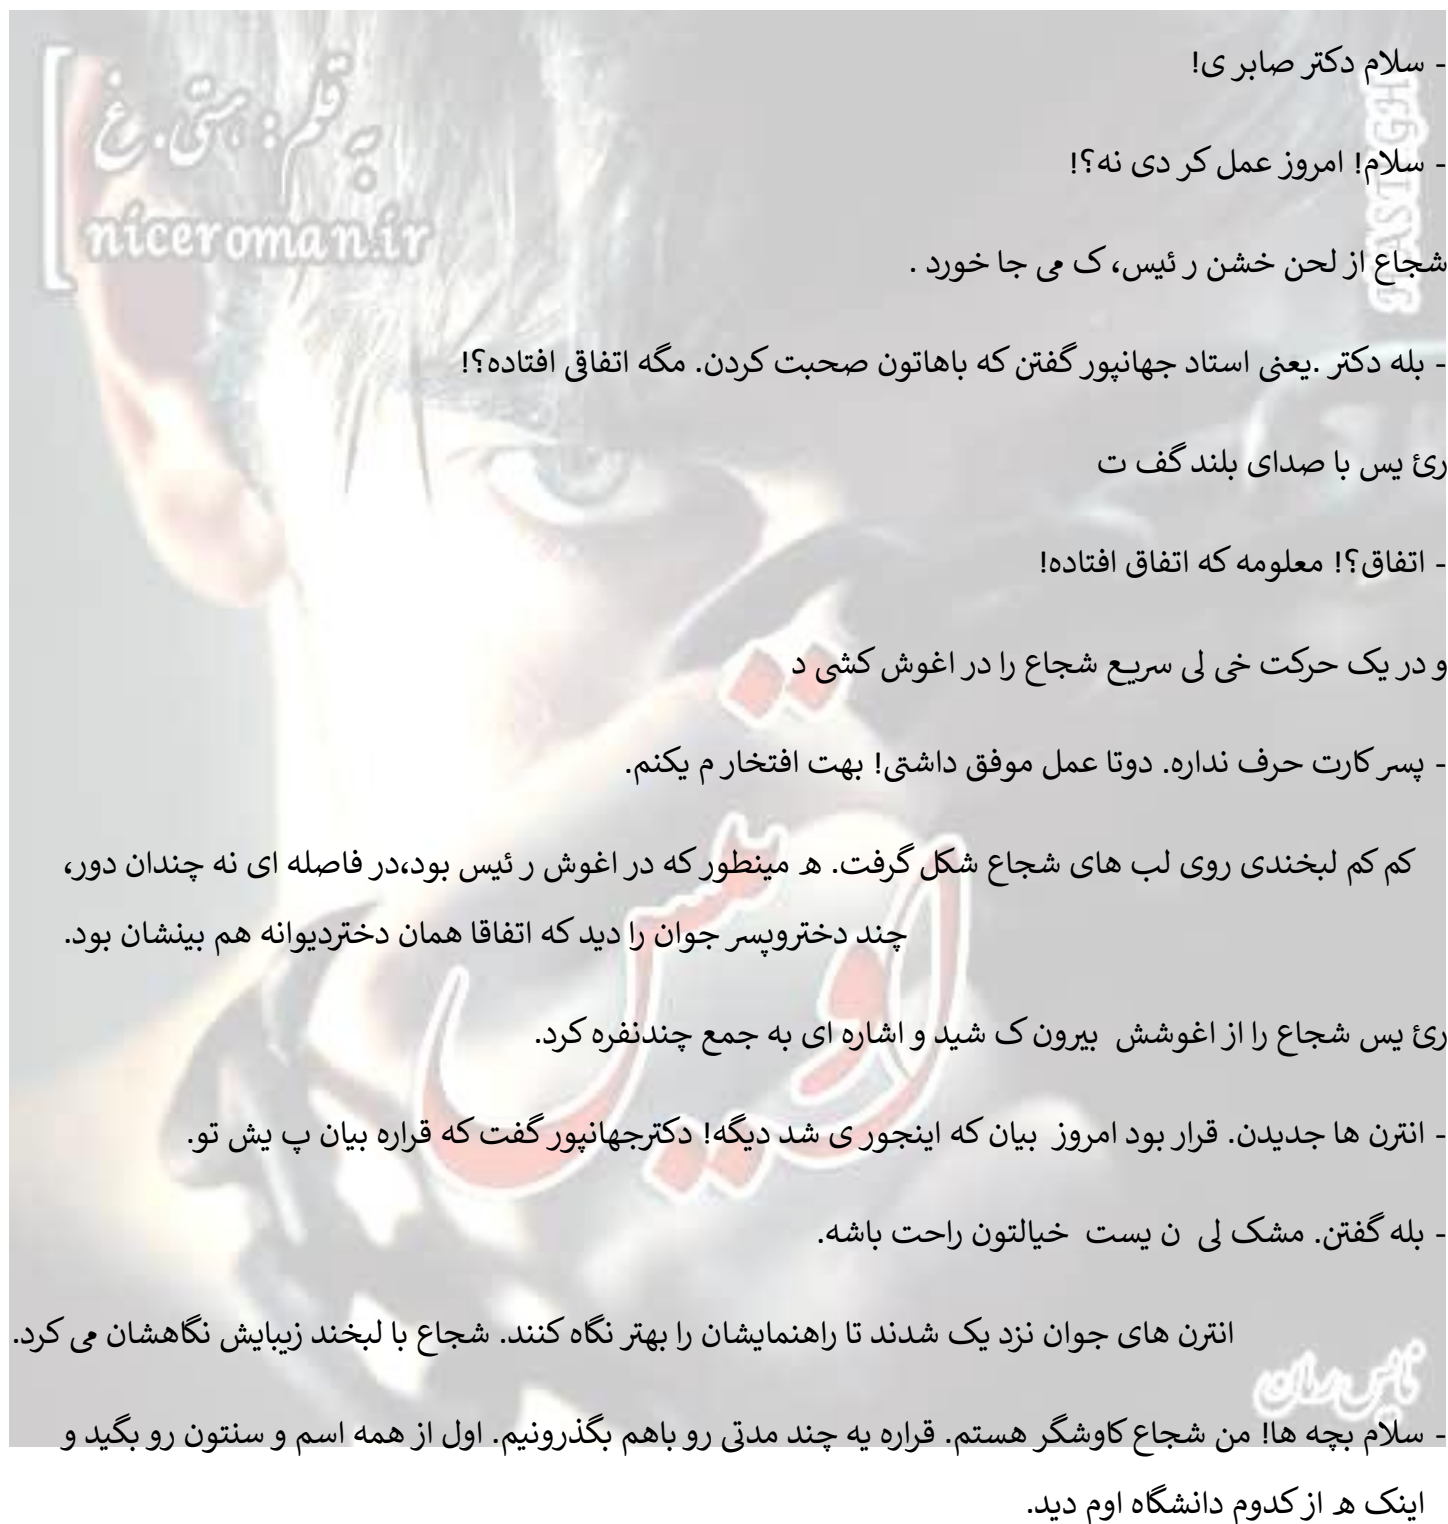 به قلم: هستی. غ
niceroman.ir
- سلام دکتر صابر ی!
- سلام! امروز عمل کر دی نه؟!
شجاع از لحن خشن ر ئیس، ک می جا خورد .
- بله دکتر .یعنی استاد جهانپور گفتن که باهاتون صحبت کردن. مگه اتفاقی افتاده؟!
رئ یس با صدای بلند گف ت
- اتفاق؟! معلومه که اتفاق افتاده!
و در یک حرکت خی لی سریع شجاع را در اغوش کشی د
- پسر کارت حرف نداره. دوتا عمل موفق داشتی! بهت افتخار م یکنم.
کم کم لبخندی روی لب های شجاع شکل گرفت. ه مینطور که در اغوش ر ئیس بود،در فاصله ای نه چندان دور،
چند دختروپسر جوان را دید که اتفاقا همان دختردیوانه هم بینشان بود.
رئ یس شجاع را از اغوشش بیرون ک شید و اشاره ای به جمع چندنفره کرد.
- انترن ها جدیدن. قرار بود امروز بیان که اینجور ی شد دیگه! دکترجهانپور گفت که قراره بیان پ یش تو.
- بله گفتن. مشک لی ن یست خیالتون راحت باشه.
انترن های جوان نزد یک شدند تا راهنمایشان را بهتر نگاه کنند. شجاع با لبخند زیبایش نگاهشان می کرد.
- سلام بچه ها! من شجاع کاوشگر هستم. قراره یه چند مدتی رو باهم بگذرونیم. اول از همه اسم و سنتون رو بگید و
اینک ه از کدوم دانشگاه اوم دید.